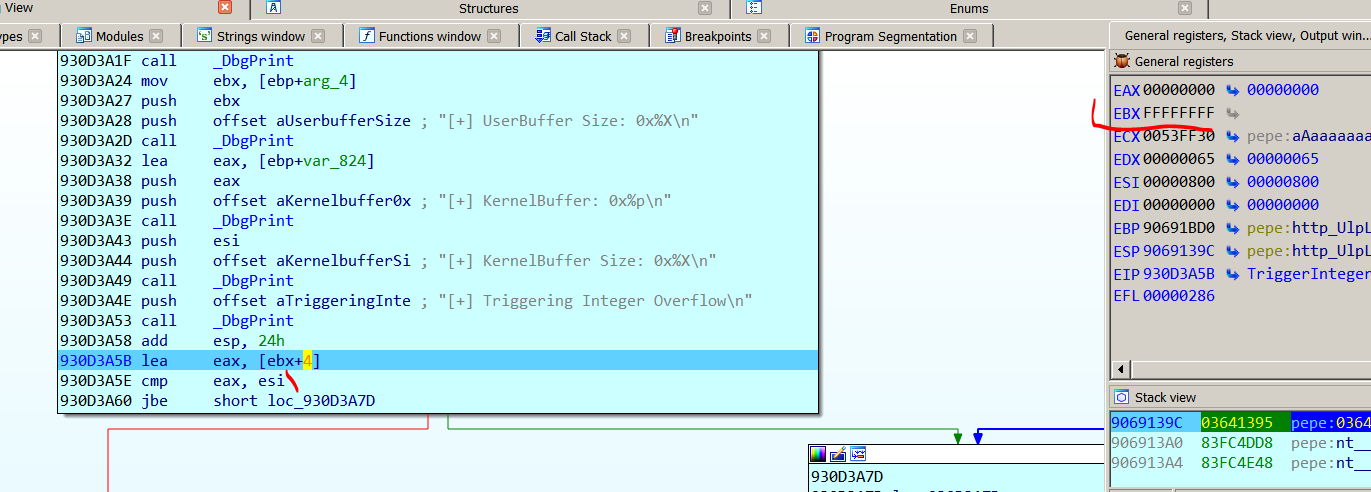 View
Structures
Enums
ypes
Modules
Strings window
Functions window
Call Stack
Breakpoints
Program Segmentation
General registers, Stack view, Output win...
930D3A1F call _DbgPrint
930D3A24 mov ebx, [ebp+arg_4]
930D3A27 push ebx
930D3A28 push offset aUserbufferSize ; "[+] UserBuffer Size: 0x%X\n"
930D3A2D call _DbgPrint
930D3A32 lea eax, [ebp+var_824]
930D3A38 push eax
930D3A39 push offset aKernelbuffer0x ; "[+] KernelBuffer: 0x%p\n"
930D3A3E call _DbgPrint
930D3A43 push esi
930D3A44 push offset aKernelbufferSi ; "[+] KernelBuffer Size: 0x%X\n"
930D3A49 call _DbgPrint
930D3A4E push offset aTriggeringInte ; "[+] Triggering Integer Overflow\n"
930D3A53 call _DbgPrint
930D3A58 add esp, 24h
930D3A5B lea eax, [ebx+4]
930D3A5E cmp eax, esi
930D3A60 jbe short loc_930D3A7D
930D3A7D
General registers
EAX 00000000 00000000
EBX FFFFFFFF
ECX 0053FF30 pepe:aAaaaaaaa
EDX 00000065 00000065
ESI 00000800 00000800
EDI 00000000 00000000
EBP 90691BD0 pepe:http_UlpL
ESP 9069139C pepe:http_UlpL
EIP 930D3A5B TriggerInteger
EFL 00000286
Stack view
9069139C 03641395 pepe:0364
906913A0 83FC4DD8 pepe:nt__
906913A4 83FC4E48 pepe:nt__